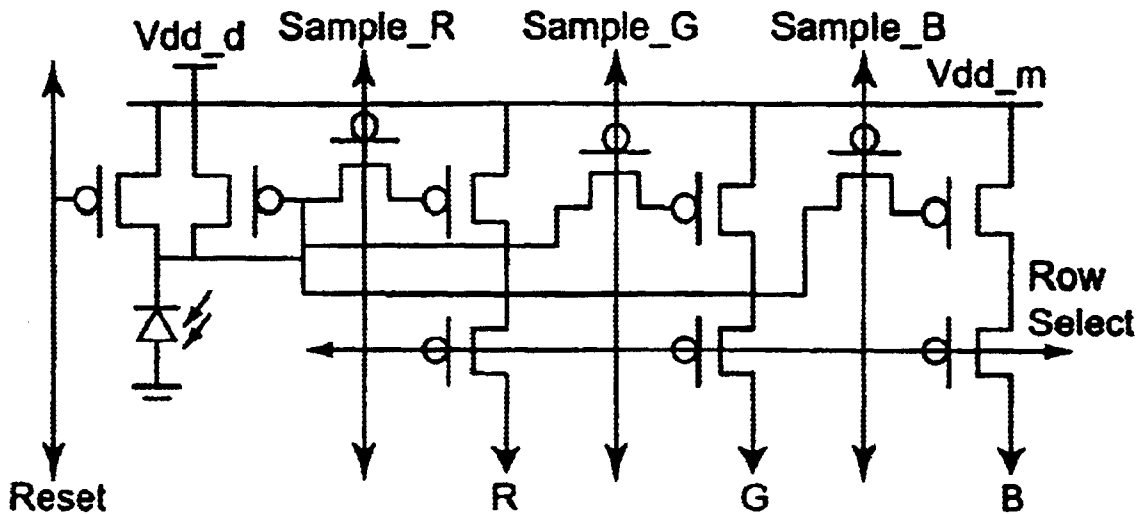 Vdd_d
Sample_R
Sample_G
Sample_B
Vdd_m
Row
Select
Reset
R
G
B